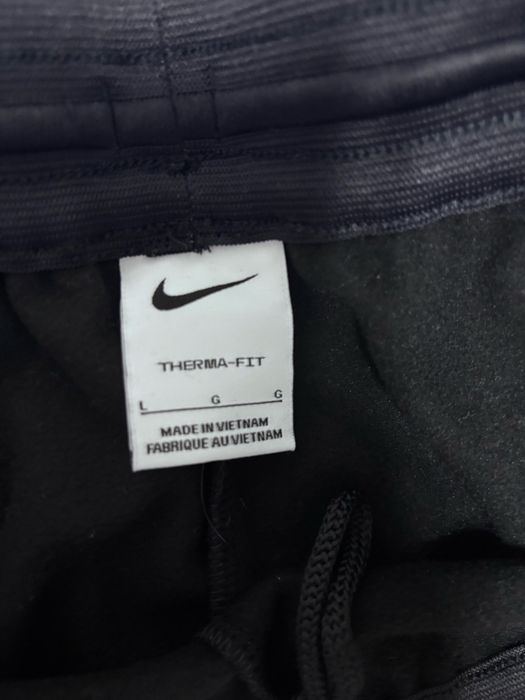 THERMA-FIT
L G G
MADE IN VIETNAM
FABRIQUE AU VIETNAM